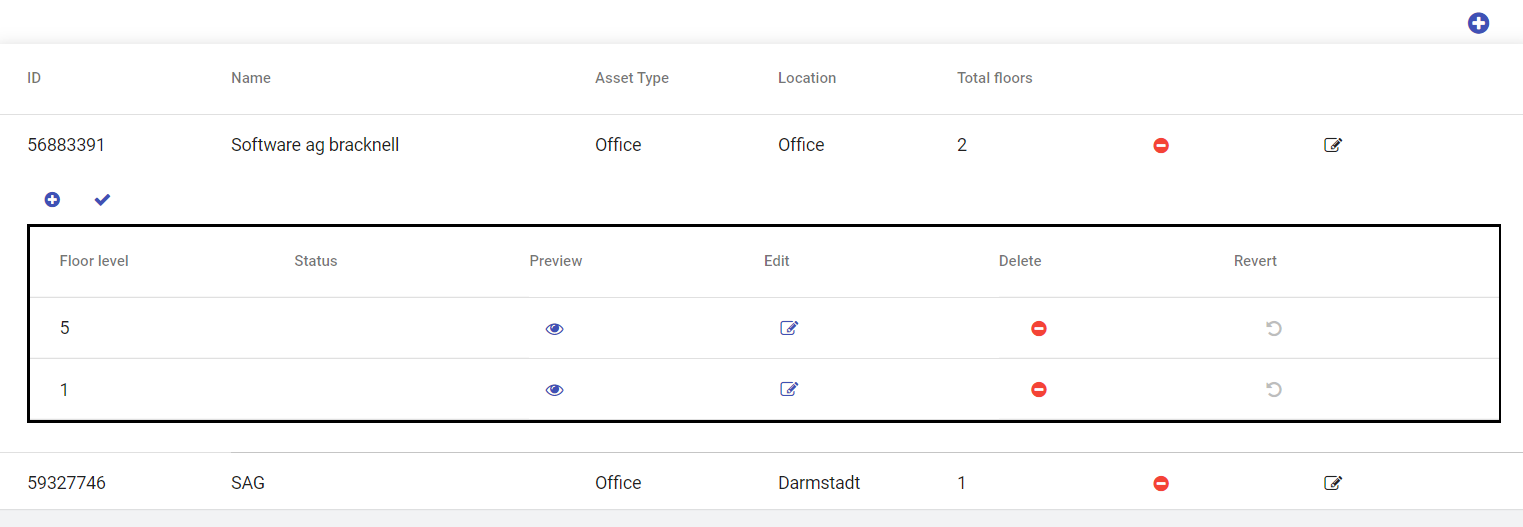 ID Name Asset Type Location Total floors
56883391 Software ag bracknell Office Office 2
Floor level Status Preview Edit Delete Revert
5
1
59327746 SAG Office Darmstadt 1